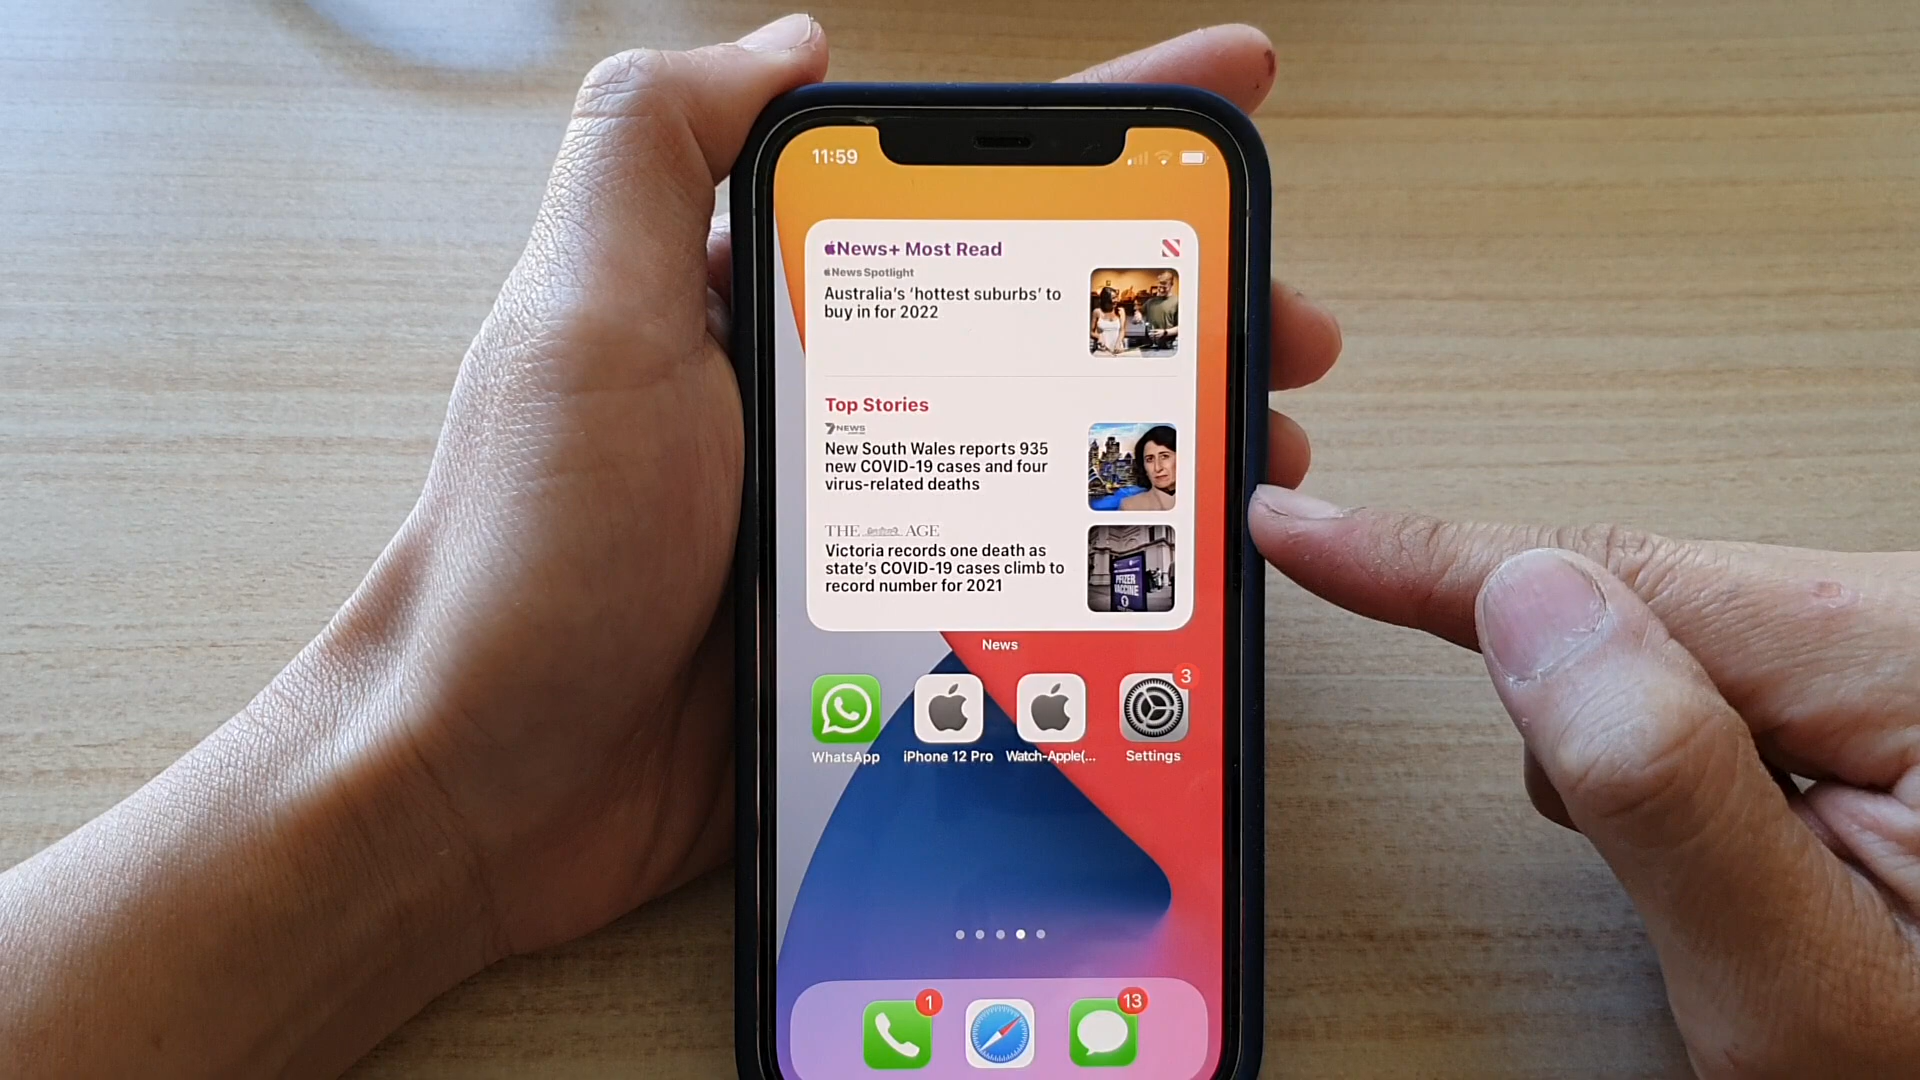 11:59
News+ Most Read
News Spotlight
Australia's 'hottest suburbs' to
buy in for 2022
Top Stories
7NEWS
New South Wales reports 935
new COVID-19 cases and four
virus-related deaths
THE AGE
Victoria records one death as
state's COVID-19 cases climb to
record number for 2021
PFIZER
VACCINE
News
3
WhatsApp
iPhone 12 Pro
Watch-Apple(...
Settings
1
13